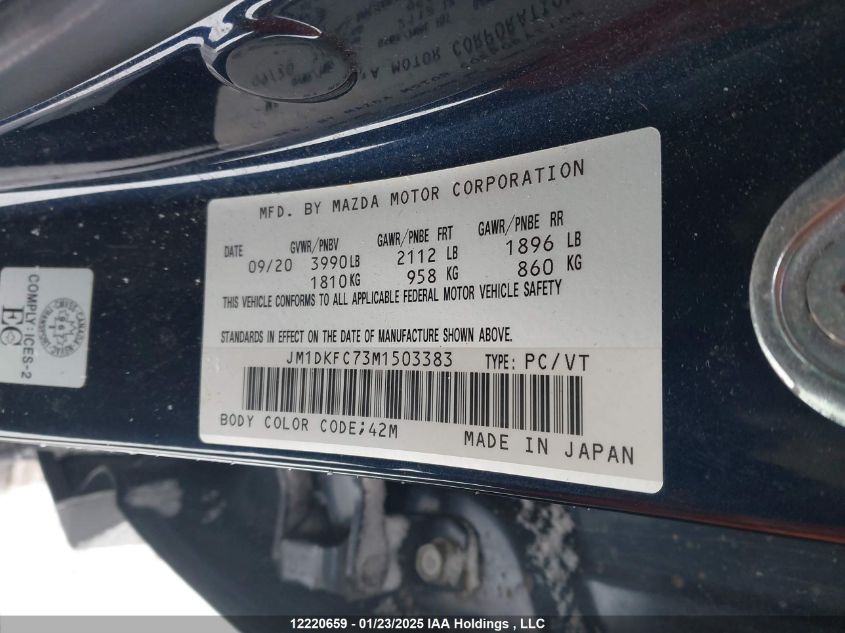 MFD. BY MAZDA MOTOR CORPORATION
DATE GVWR/PNBV GAWR/PNBE FRT GAWR/PNBE RR
09/20 3990LB 2112 LB 1896 LB
1810KG 958 KG 860 KG
THIS VEHICLE CONFORMS TO ALL APPLICABLE FEDERAL MOTOR VEHICLE SAFETY
STANDARDS IN EFFECT ON THE DATE OF MANUFACTURE SHOWN ABOVE.
JM1DKFC73M1503383 TYPE: PC/VT
BODY COLOR CODE;42M MADE IN JAPAN
COMPLY:ICES-2
EC
12220659 - 01/23/2025 IAA Holdings , LLC